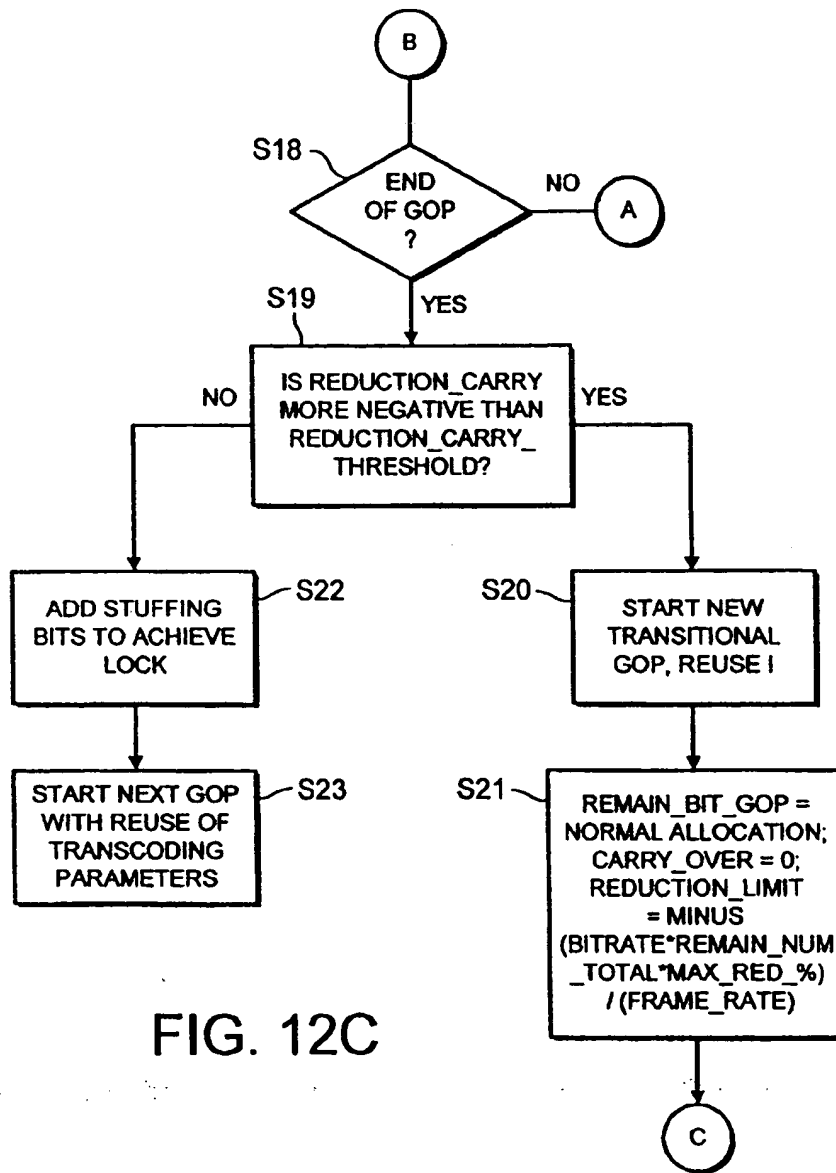 B
S18
END
OF GOP
?
NO
A
YES
S19
IS REDUCTION_CARRY
MORE NEGATIVE THAN
REDUCTION_CARRY_
THRESHOLD?
NO
YES
ADD STUFFING
BITS TO ACHIEVE
LOCK
S22
S20
START NEW
TRANSITIONAL
GOP, REUSE I
START NEXT GOP
WITH REUSE OF
TRANSCODING
PARAMETERS
S23
S21
REMAIN_BIT_GOP =
NORMAL ALLOCATION;
CARRY_OVER = 0;
REDUCTION_LIMIT
= MINUS
(BITRATE*REMAIN_NUM
_TOTAL*MAX_RED_%)
/ (FRAME_RATE)
FIG. 12C
C